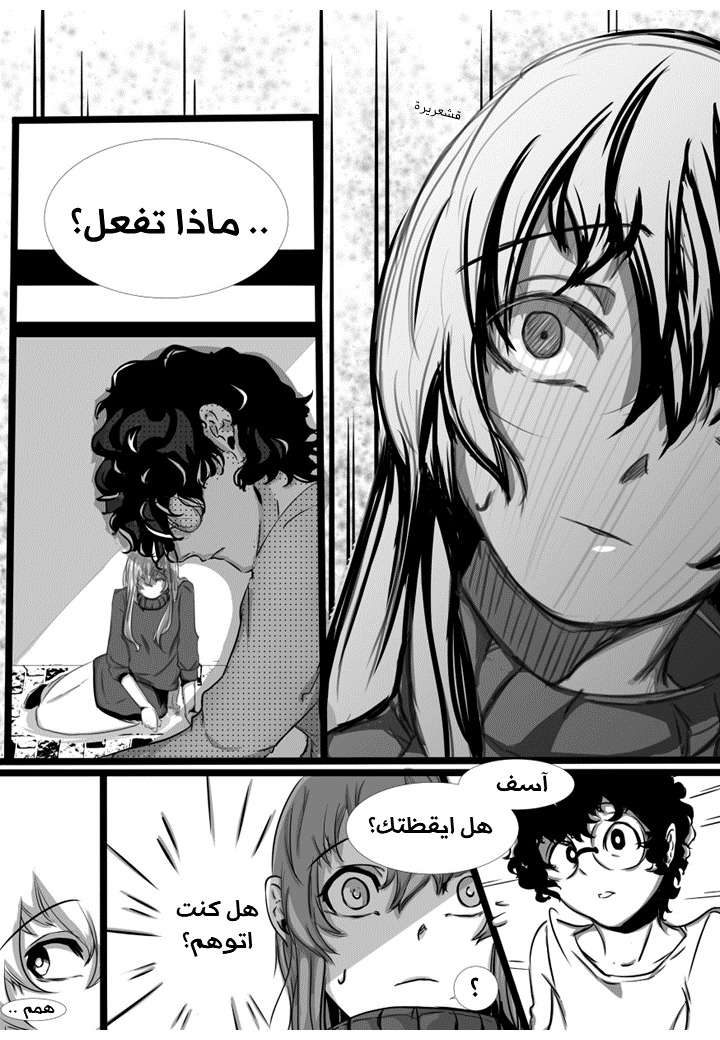 قشعريرة
.. ماذا تفعل؟
آسف
هل ايقظتك؟
؟
هل كنت
اتوهم؟
همم ..